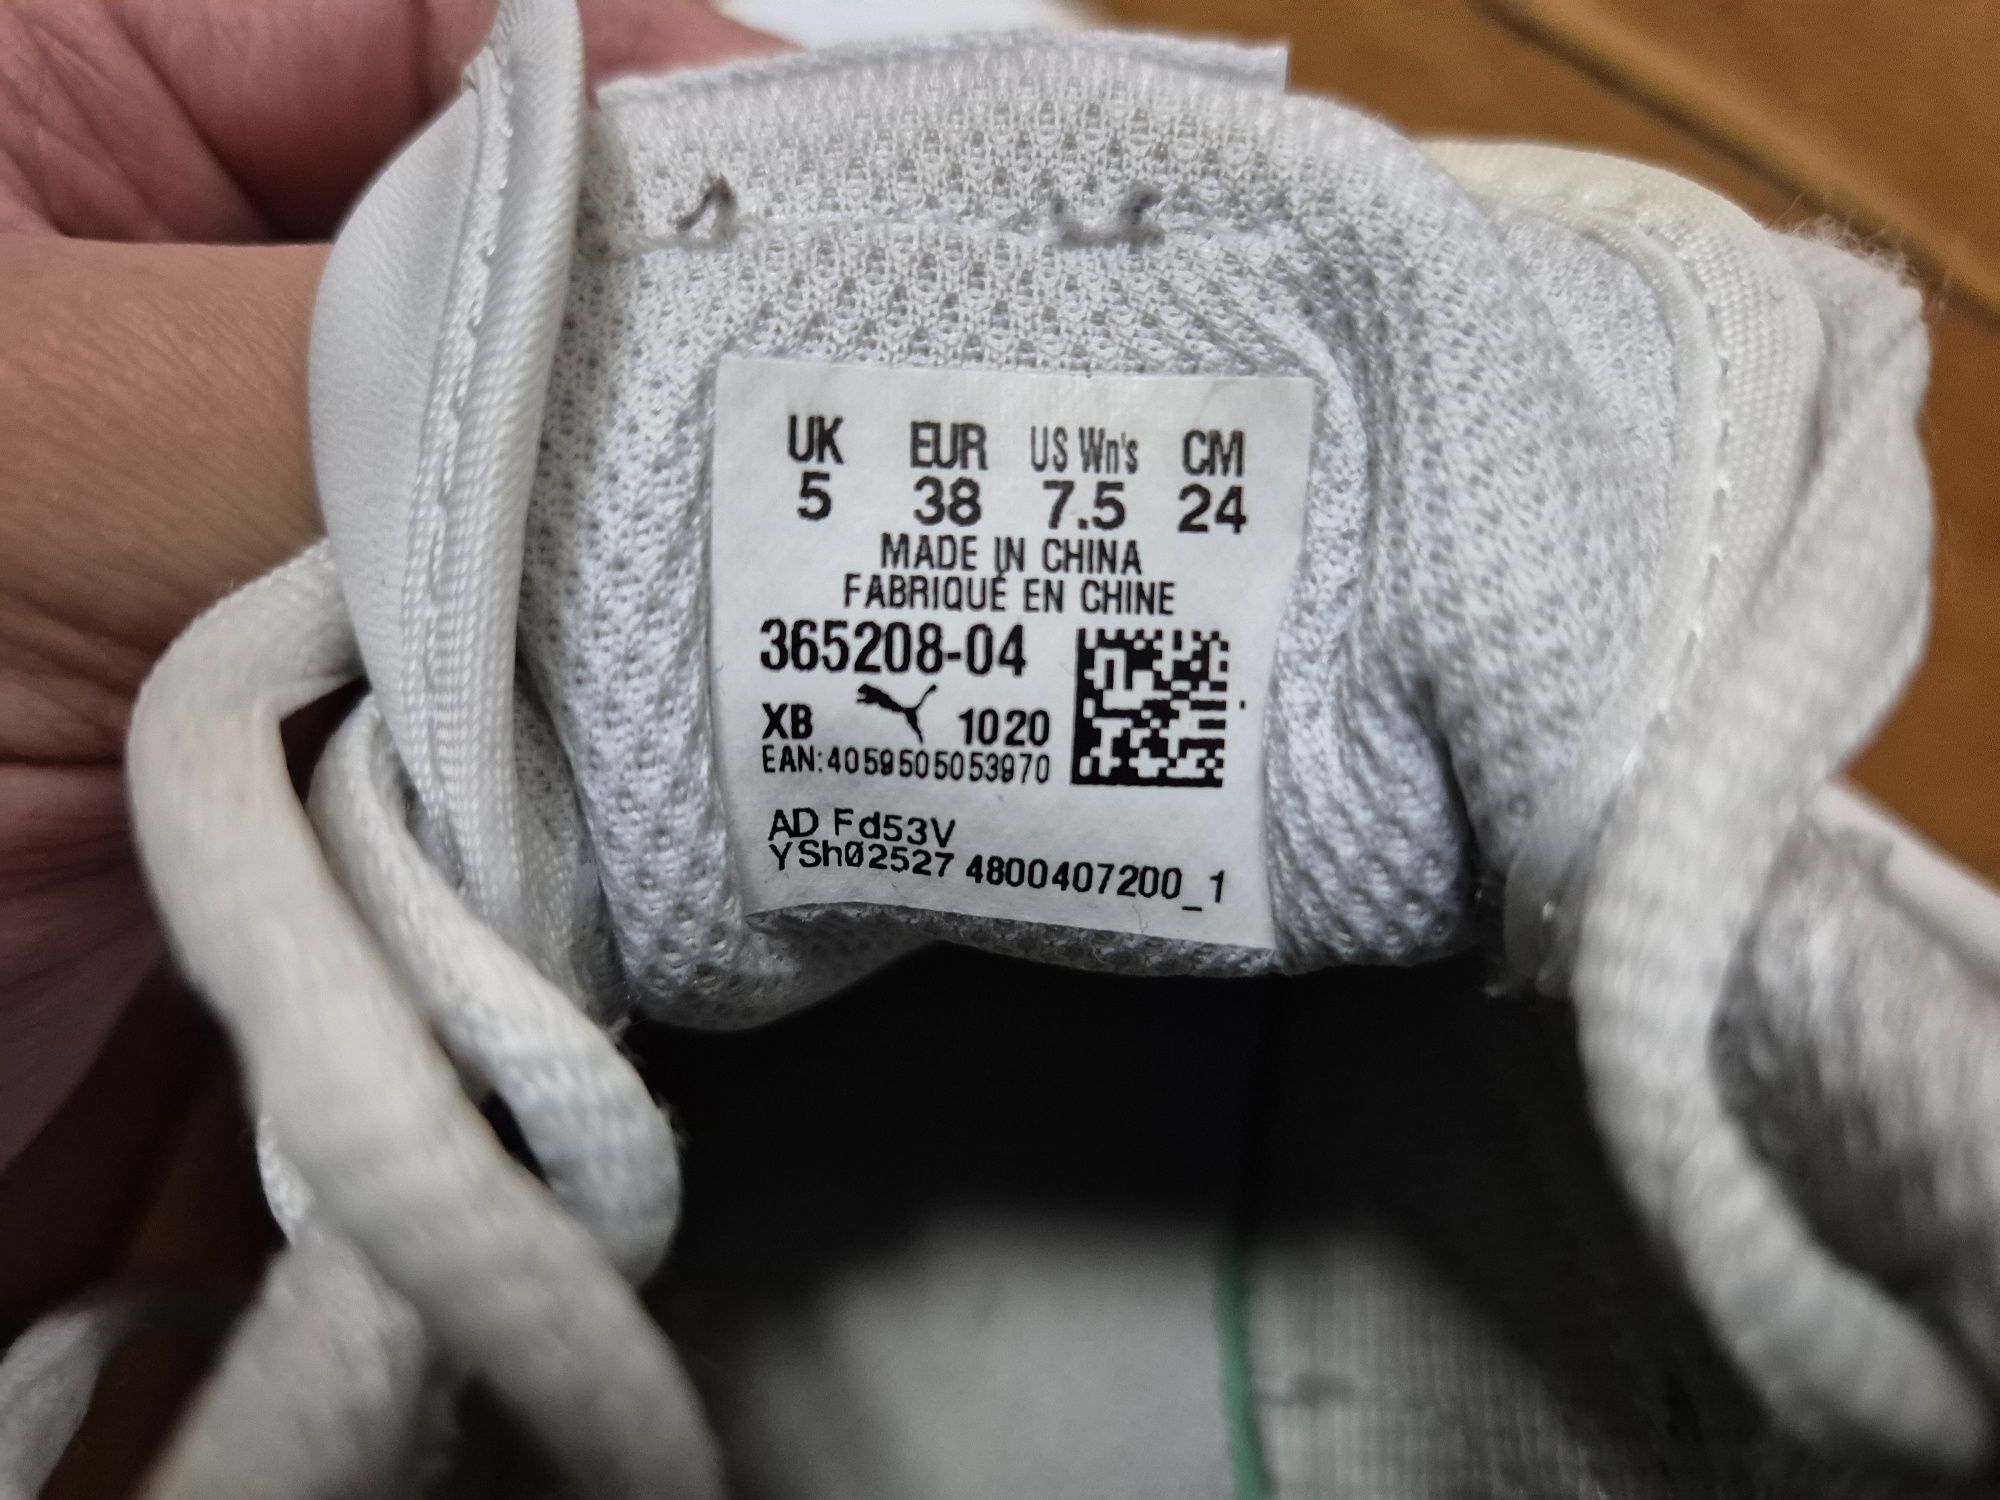 UK EUR US Wn's CM
5 38 7.5 24
MADE IN CHINA
FABRIQUÉ EN CHINE
365208-04
XB 1020
EAN:4059505053970
AD Fd53V
YSh02527 4800407200_1